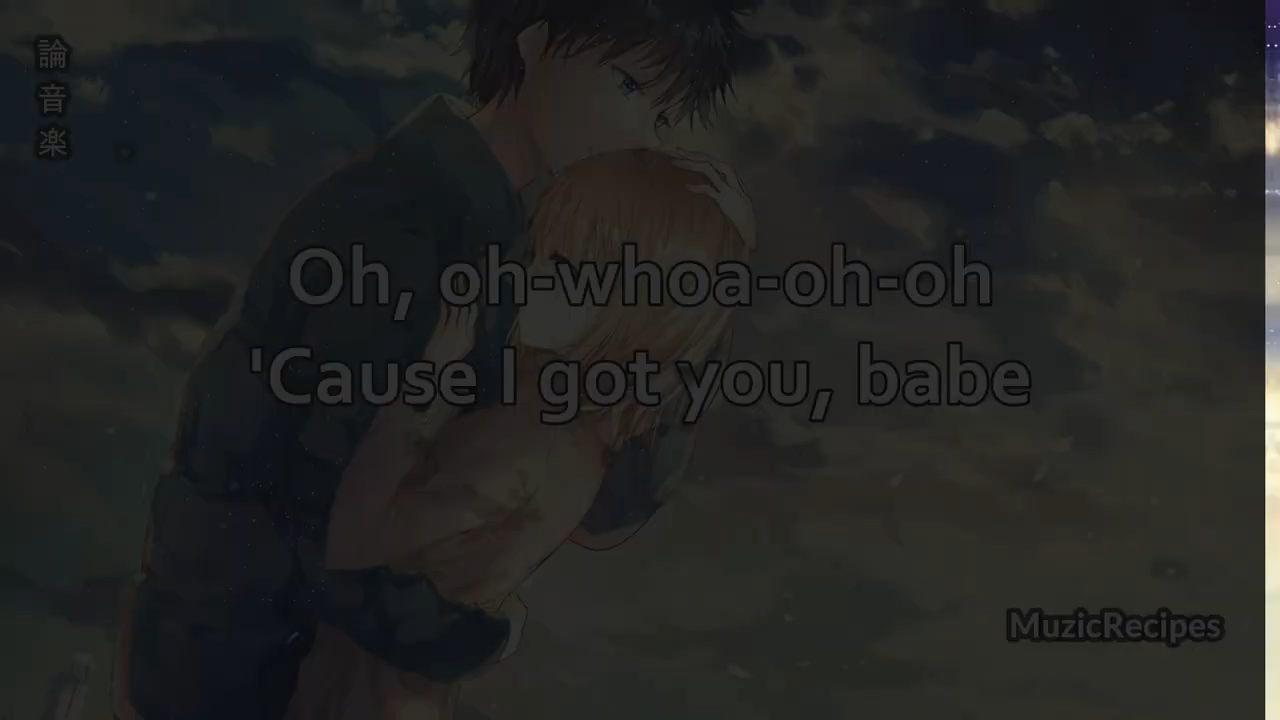 論
音
楽
Oh, oh-whoa-oh-oh
'Cause I got you, babe
MuzicRecipes